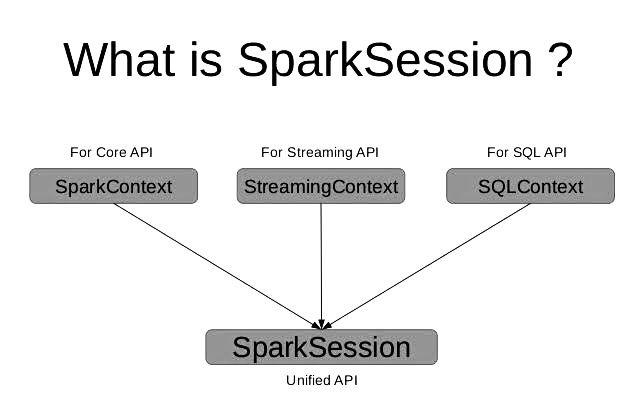 What is SparkSession ?
For Core API
For Streaming API
For SQL API
SparkContext
StreamingContext
SQLContext
SparkSession
Unified API